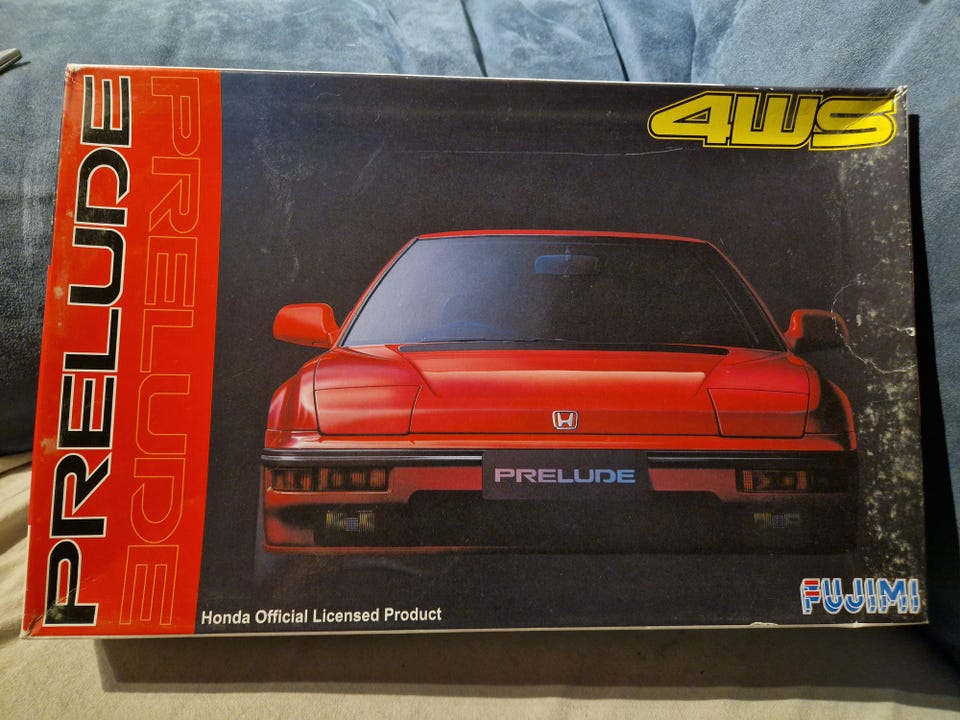 PRELUDE
PRELUDE
4WS
PRELUDE
Honda Official Licensed Product
FUJIMI